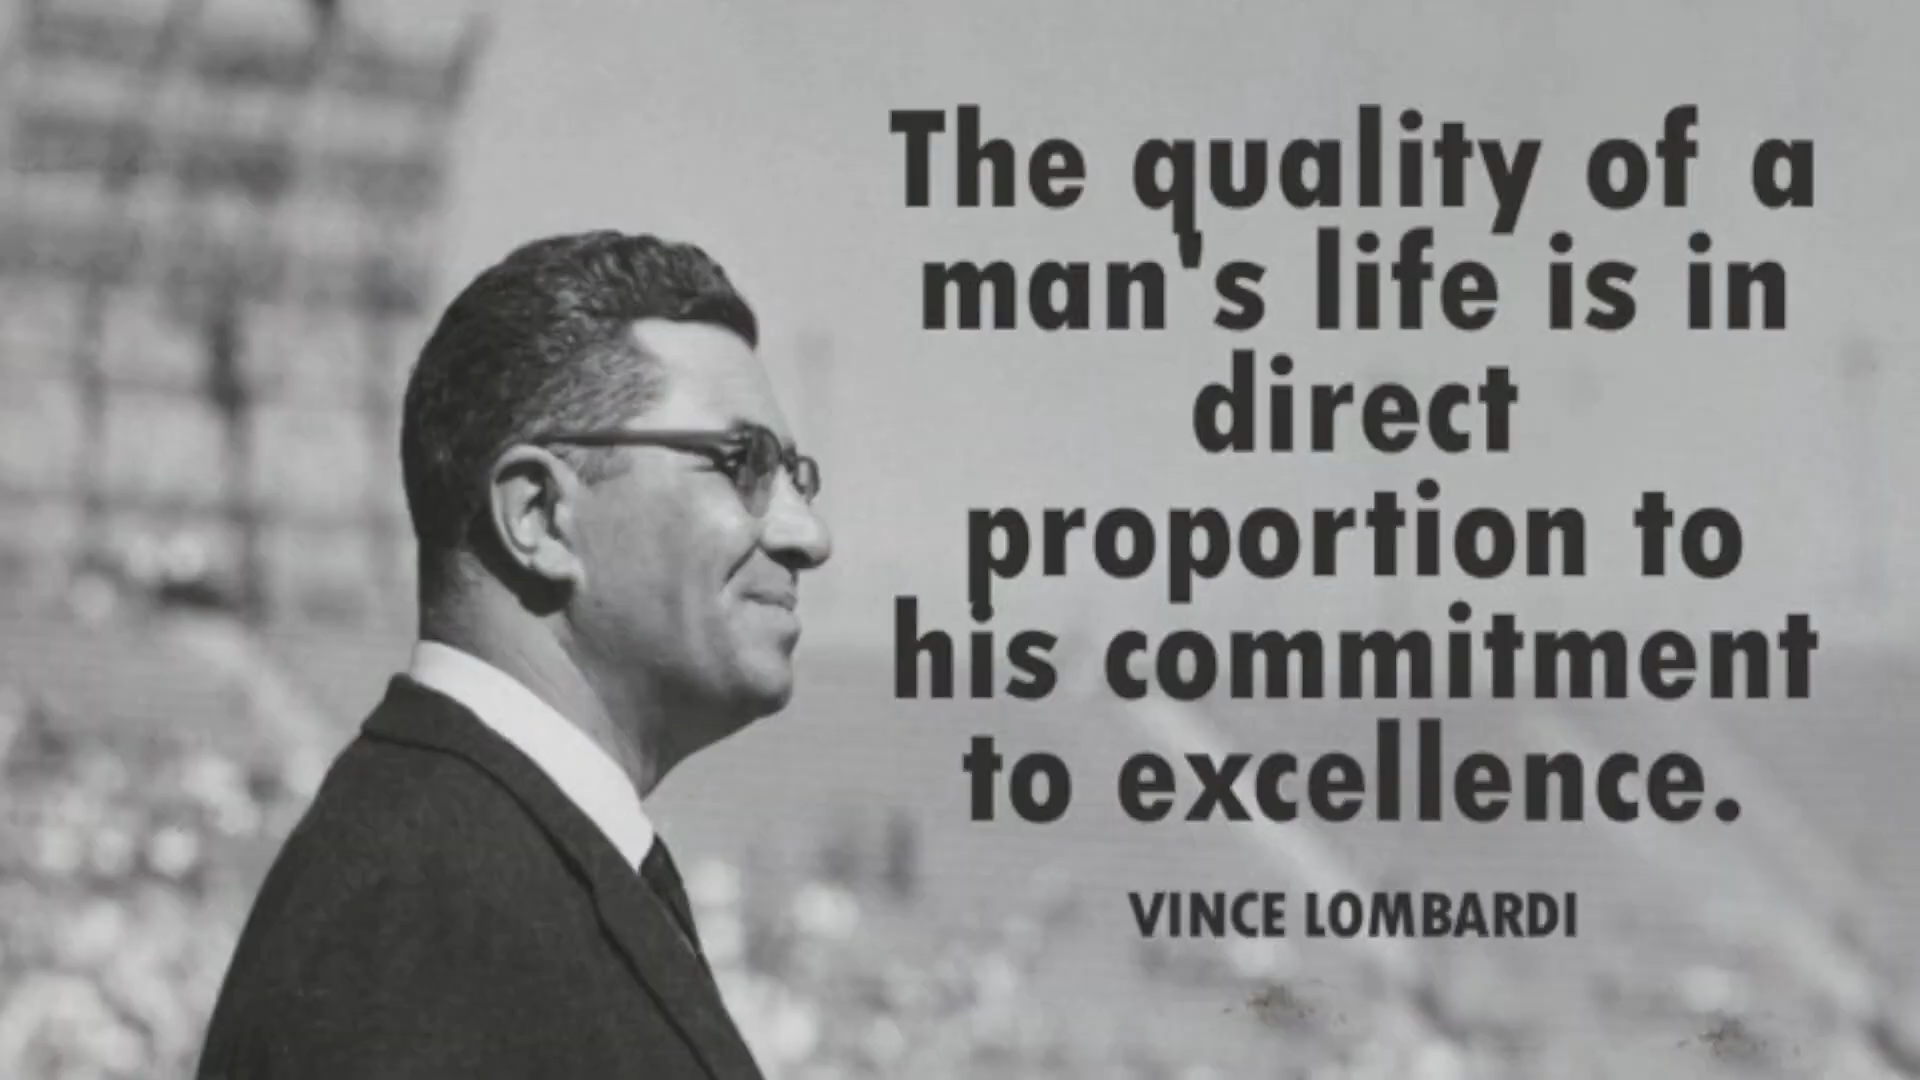 The quality of a
man's life is in
direct
proportion to
his commitment
to excellence.
VINCE LOMBARDI